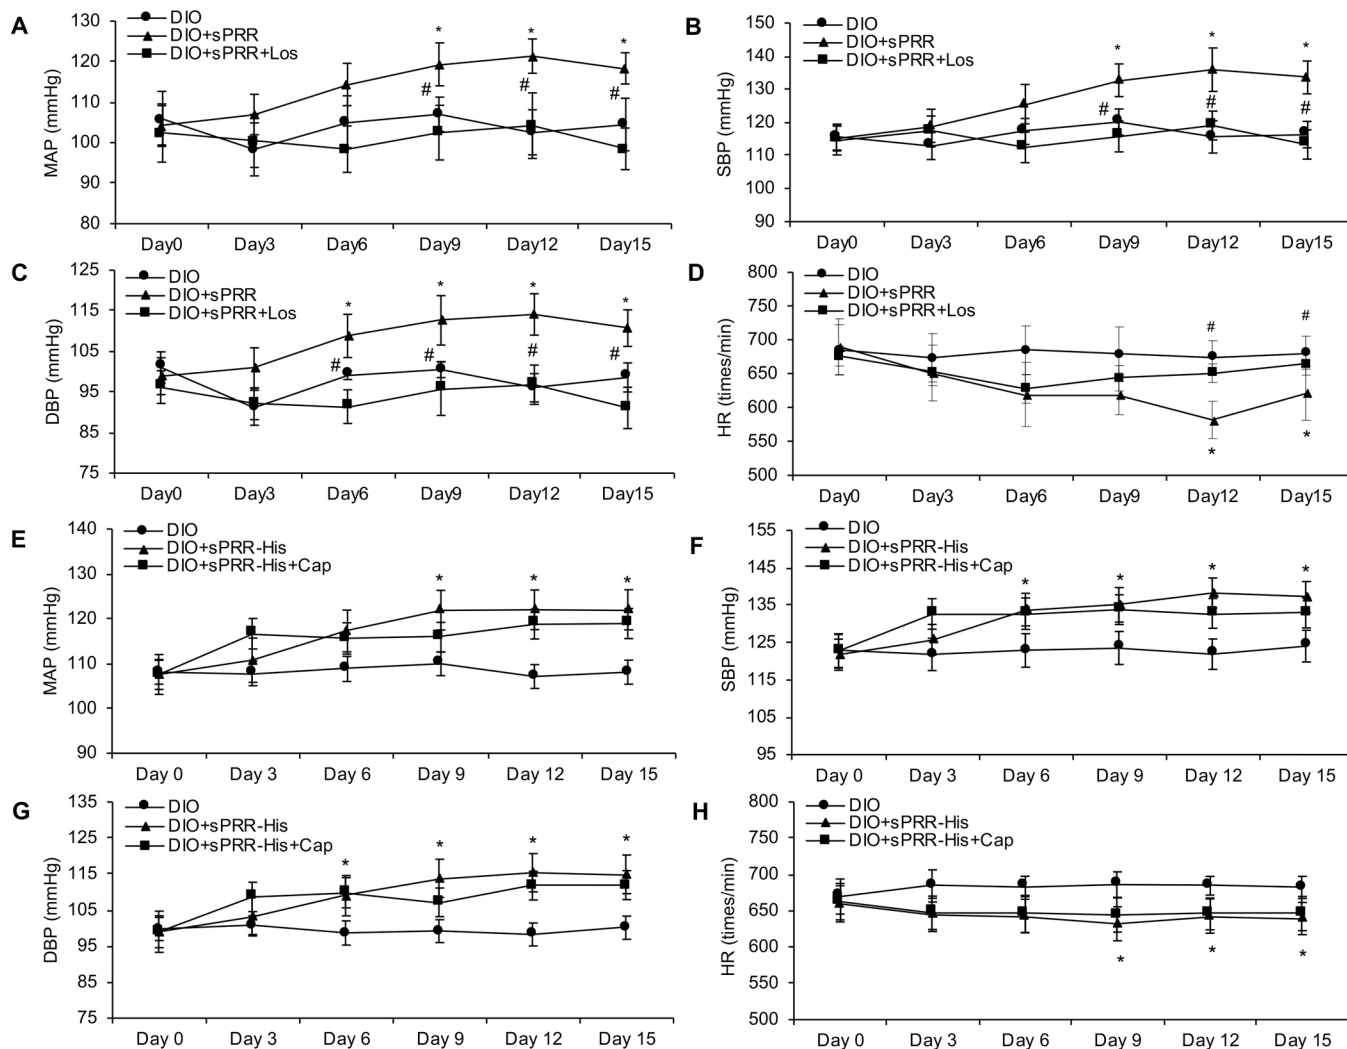 A
MAP (mmHg)
130
120
110
100
90
80
DIO
DIO+sPRR
DIO+sPRR+Los
* * *
# # #
Day0 Day3 Day6 Day9 Day12 Day15
B
SBP (mmHg)
150
140
130
120
110
100
90
DIO
DIO+sPRR
DIO+sPRR+Los
* * *
# # #
Day0 Day3 Day6 Day9 Day12 Day15
C
DBP (mmHg)
125
115
105
95
85
75
DIO
DIO+sPRR
DIO+sPRR+Los
* * * *
# # # #
Day0 Day3 Day6 Day9 Day12 Day15
D
HR (times/min)
800
750
700
650
600
550
500
DIO
DIO+sPRR
DIO+sPRR+Los
# #
* *
Day0 Day3 Day6 Day9 Day12 Day15
E
MAP (mmHg)
140
130
120
110
100
90
DIO
DIO+sPRR-His
DIO+sPRR-His+Cap
* * *
Day 0 Day 3 Day 6 Day 9 Day 12 Day 15
F
SBP (mmHg)
155
145
135
125
115
105
95
DIO
DIO+sPRR-His
DIO+sPRR-His+Cap
* * * *
Day 0 Day 3 Day 6 Day 9 Day 12 Day 15
G
DBP (mmHg)
135
125
115
105
95
85
75
DIO
DIO+sPRR-His
DIO+sPRR-His+Cap
* * * *
Day 0 Day 3 Day 6 Day 9 Day 12 Day 15
H
HR (times/min)
800
750
700
650
600
550
500
DIO
DIO+sPRR-His
DIO+sPRR-His+Cap
* * *
Day 0 Day 3 Day 6 Day 9 Day 12 Day 15